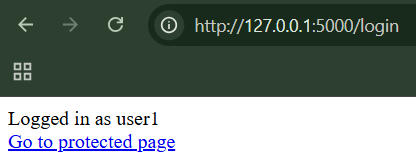 http://127.0.0.1:5000/login
Logged in as user1
Go to protected page